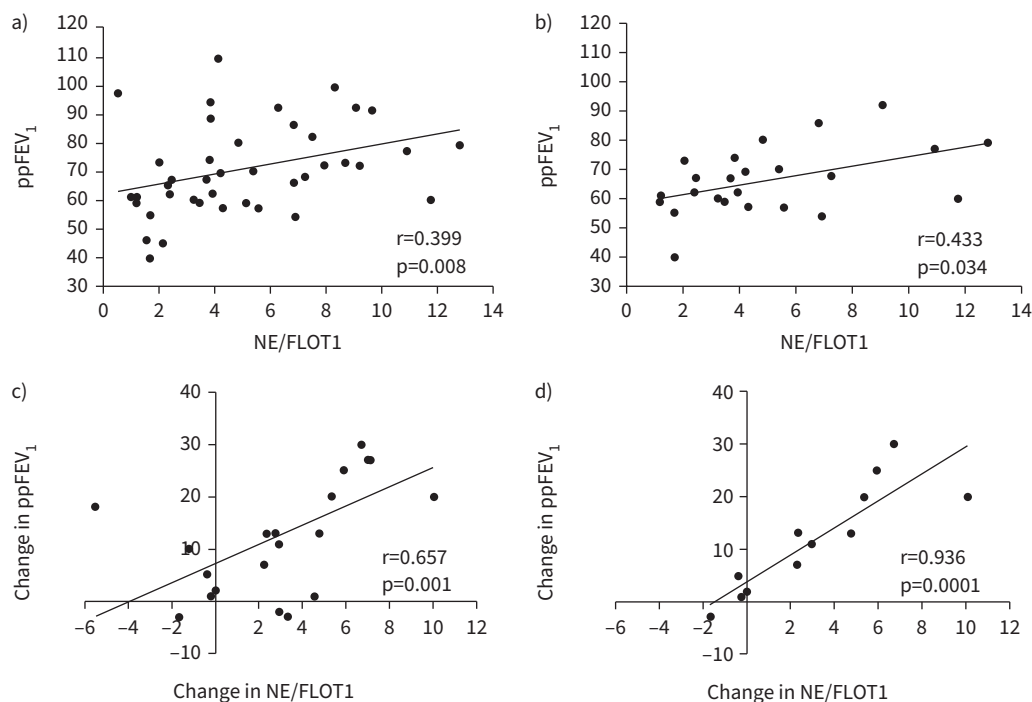 a)
120
110
100
90
80
70
60
50
40
30
ppFEV₁
0 2 4 6 8 10 12 14
NE/FLOT1
r=0.399
p=0.008
b)
120
110
100
90
80
70
60
50
40
30
ppFEV₁
0 2 4 6 8 10 12 14
NE/FLOT1
r=0.433
p=0.034
c)
40
30
20
10
0
–10
Change in ppFEV₁
–6 –4 –2 2 4 6 8 10 12
Change in NE/FLOT1
r=0.657
p=0.001
d)
40
30
20
10
0
–10
Change in ppFEV₁
–6 –4 –2 0 2 4 6 8 10 12
Change in NE/FLOT1
r=0.936
p=0.0001